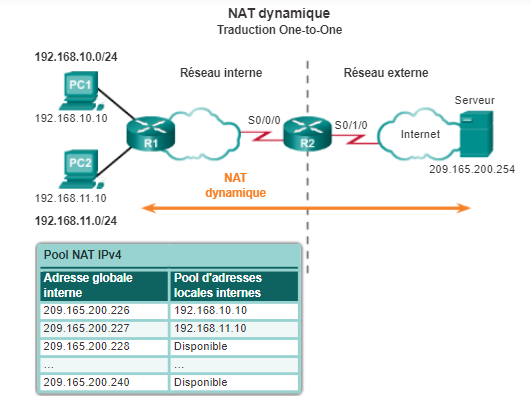 NAT dynamique
Traduction One-to-One
192.168.10.0/24
PC1
192.168.10.10
Réseau interne
Réseau externe
Serveur
S0/0/0
S0/1/0
R1
R2
Internet
PC2
209.165.200.254
192.168.11.10
NAT
dynamique
192.168.11.0/24
Pool NAT IPv4
Adresse globale interne
Pool d'adresses locales internes
209.165.200.226 192.168.10.10
209.165.200.227 192.168.11.10
209.165.200.228 Disponible
... ...
209.165.200.240 Disponible